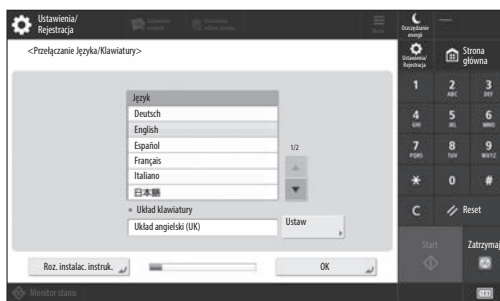 Ustawienia/
Rejestracja
Menu
<Przełączanie Języka/Klawiatury>
Język
Deutsch
English
Español
Français
Italiano
日本語
1/2
Układ klawiatury
Układ angielski (UK)
Ustaw
Roz. instalac. instruk.
OK
Monitor stanu
Oszczędzanie
energii
Ustawienia/
Rejestracja
Strona
główna
1
2 ABC
3 DEF
4 GHI
5 JKL
6 MNO
7 PQRS
8 TUV
9 WXYZ
* 0 #
C
Reset
Start
Zatrzymaj